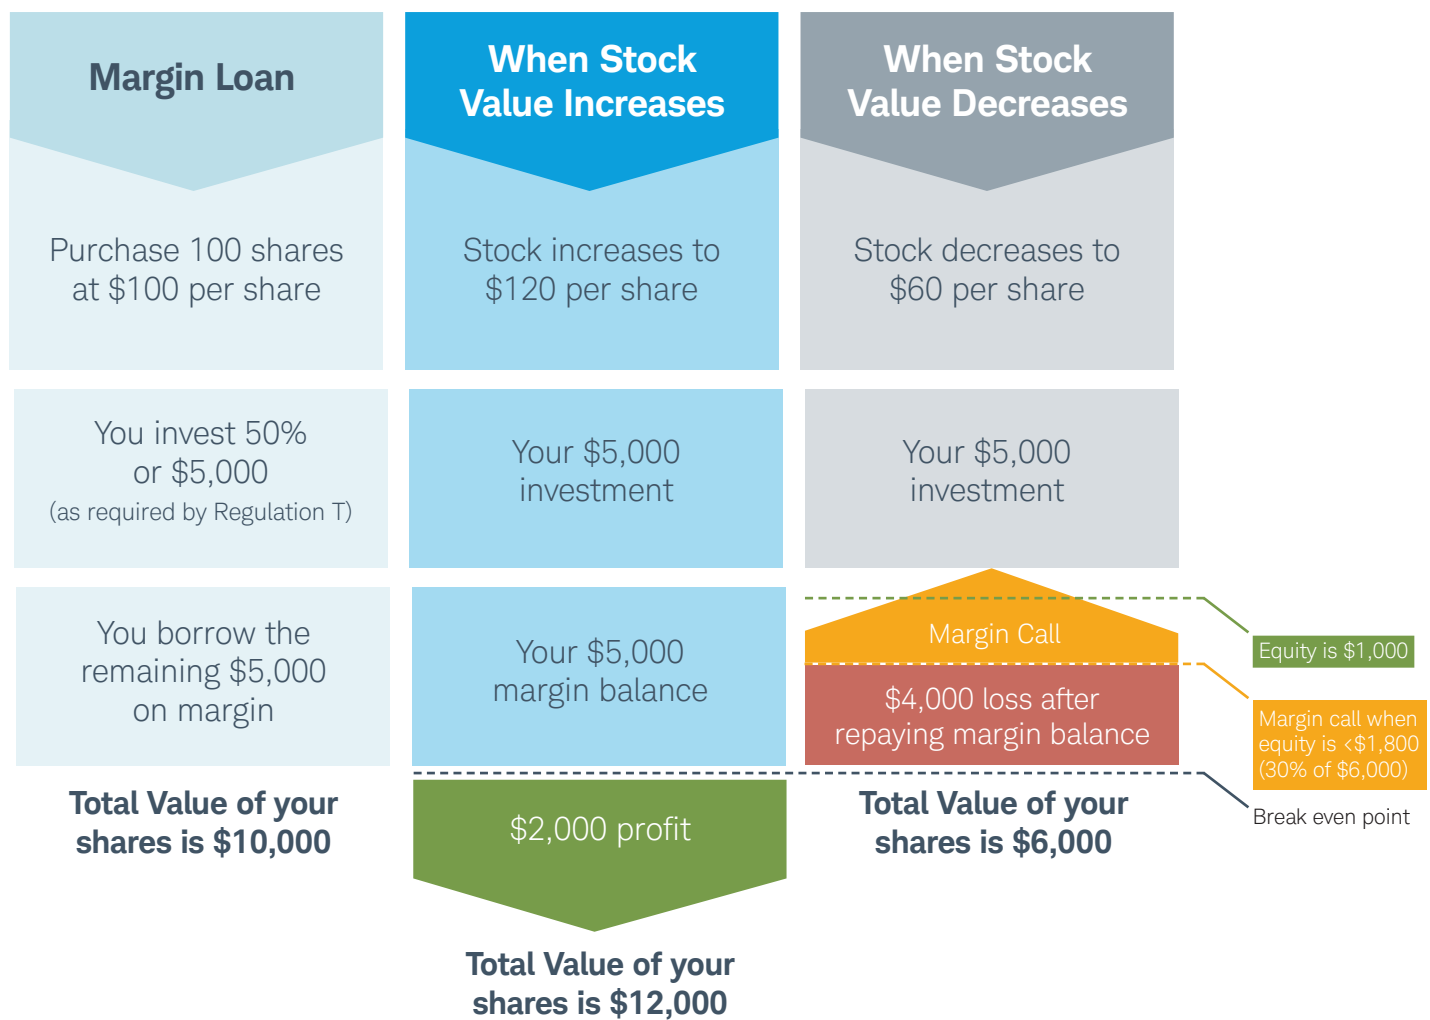 Margin Loan
Purchase 100 shares
at $100 per share
You invest 50%
or $5,000
(as required by Regulation T)
You borrow the
remaining $5,000
on margin
Total Value of your
shares is $10,000
When Stock
Value Increases
Stock increases to
$120 per share
Your $5,000
investment
Your $5,000
margin balance
$2,000 profit
Total Value of your
shares is $12,000
When Stock
Value Decreases
Stock decreases to
$60 per share
Your $5,000
investment
Margin Call
$4,000 loss after
repaying margin balance
Total Value of your
shares is $6,000
Equity is $1,000
Margin call when
equity is <$1,800
(30% of $6,000)
Break even point